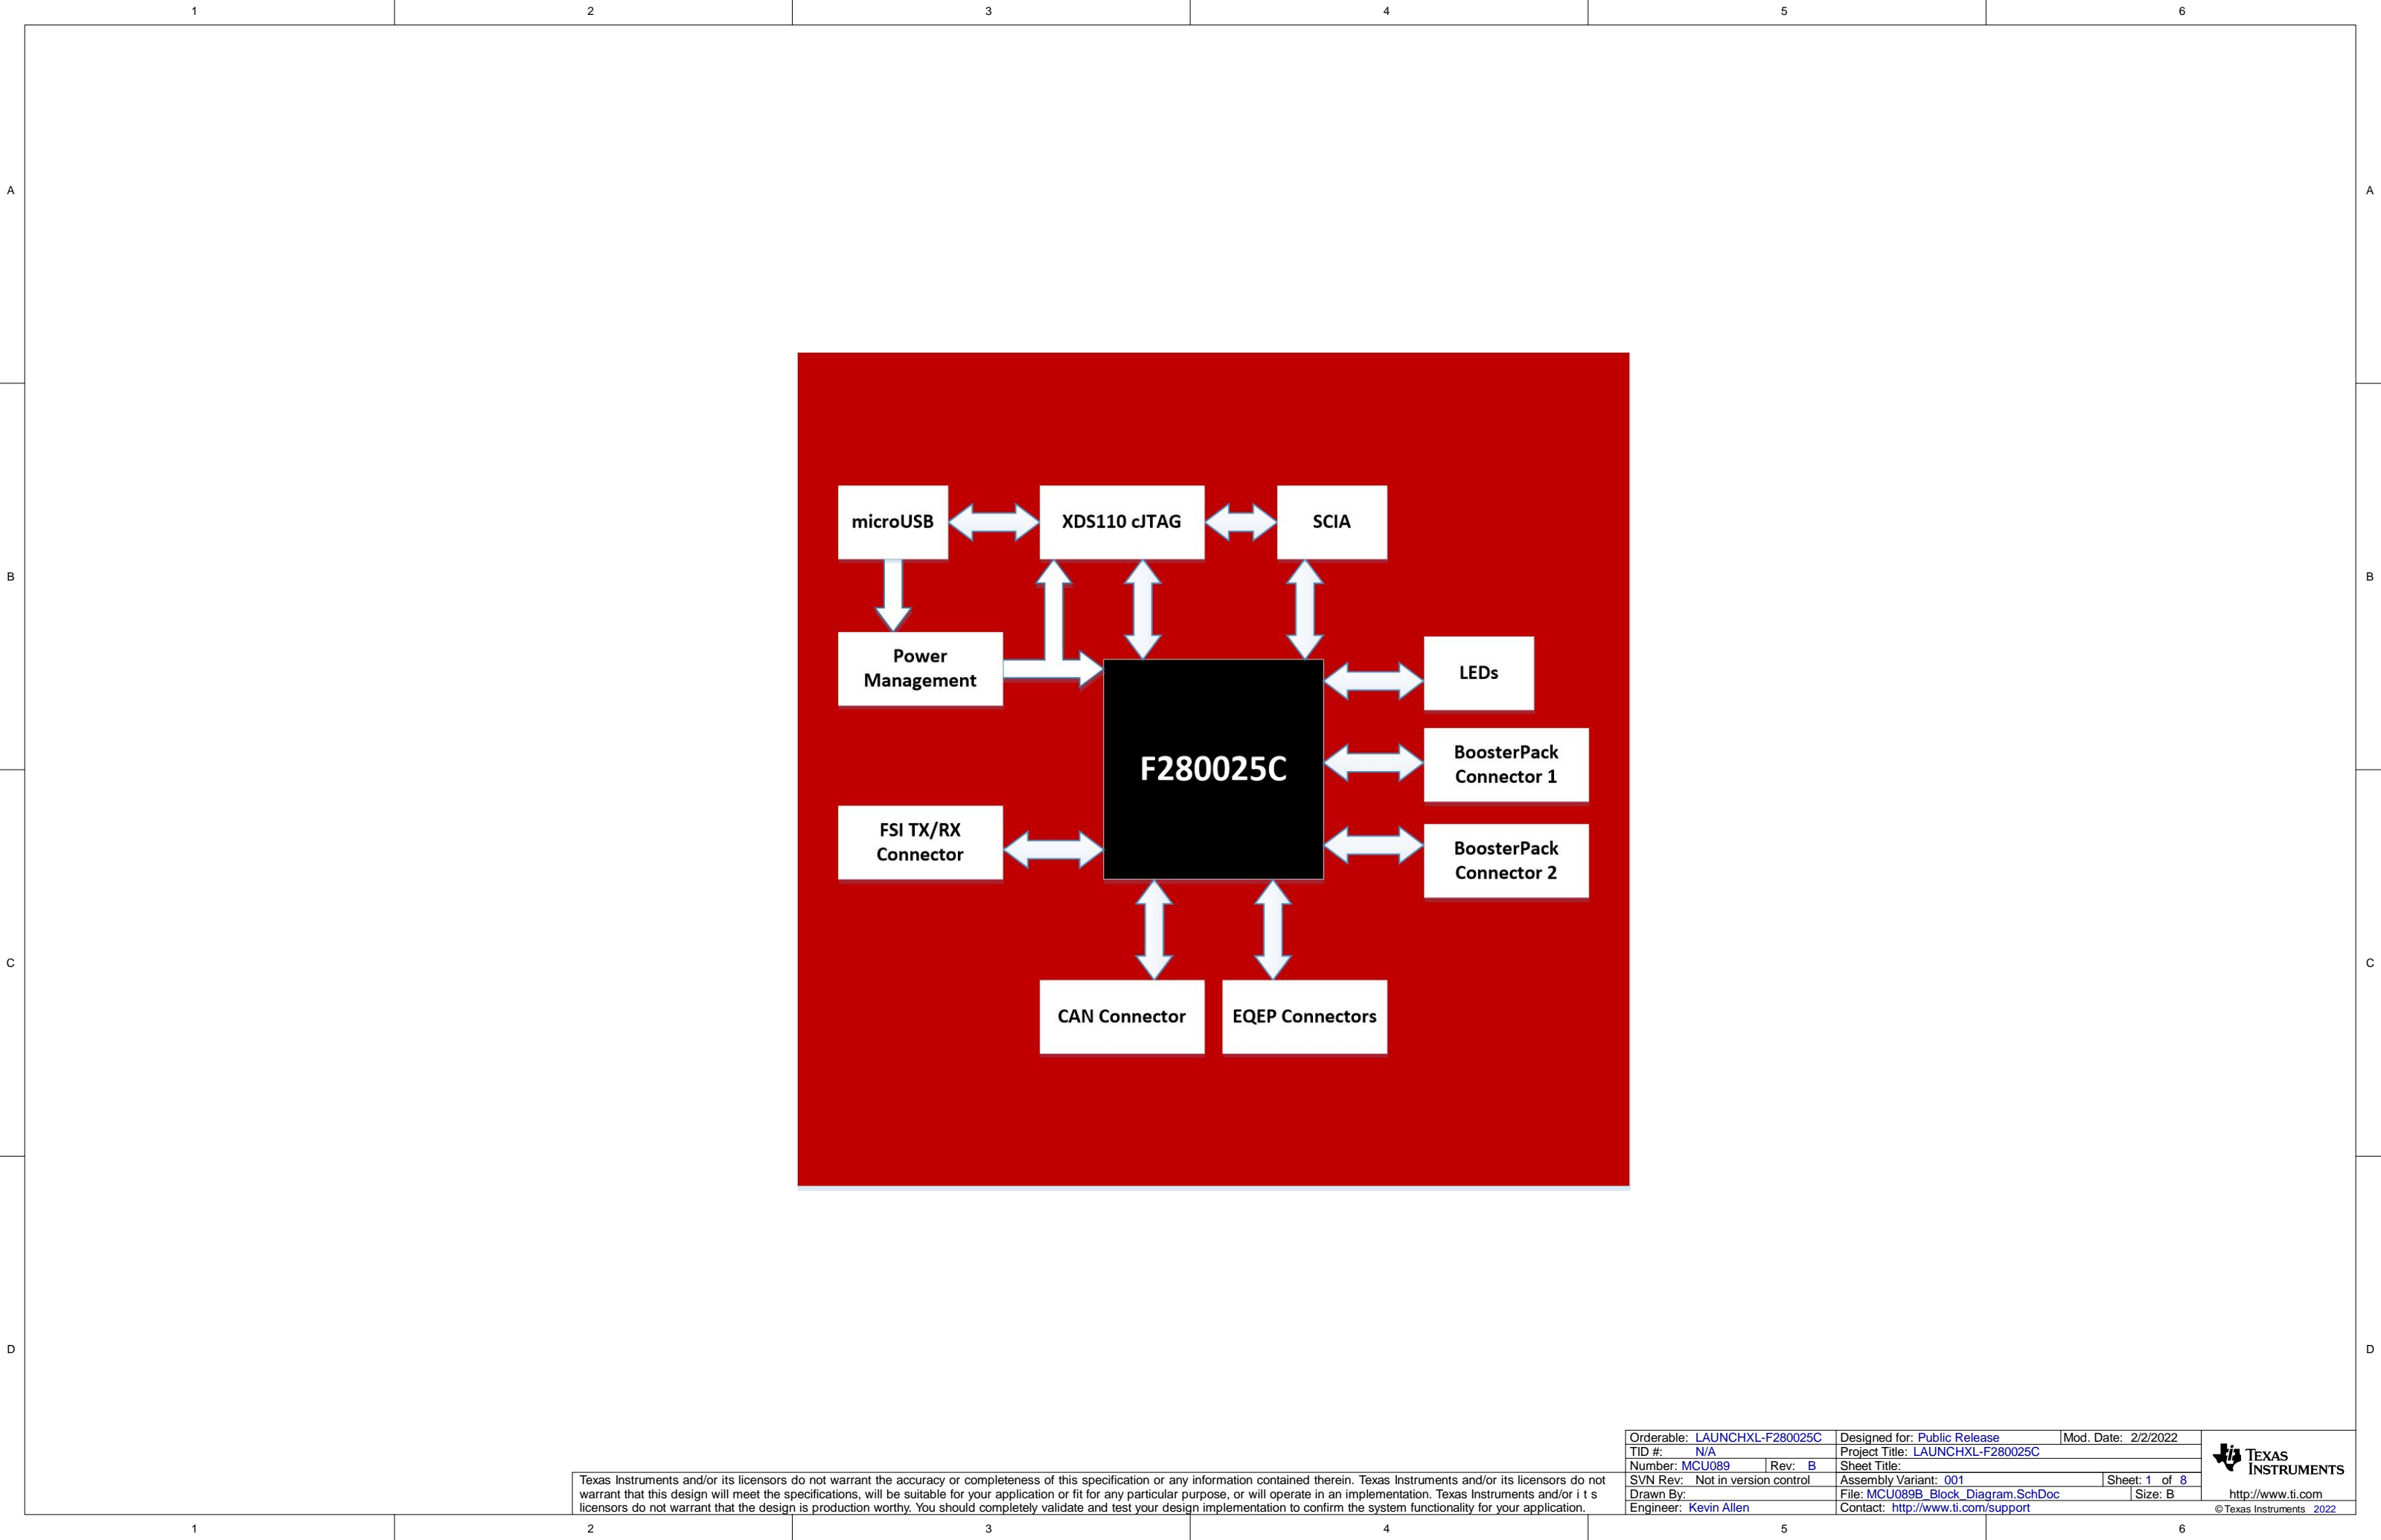 1 2 3 4 5 6
A A
microUSB XDS110 cJTAG SCIA
B B
Power
Management
LEDs
BoosterPack
Connector 1
F280025C
FSI TX/RX
Connector
BoosterPack
Connector 2
C C
CAN Connector EQEP Connectors
D D
Texas Instruments and/or its licensors do not warrant the accuracy or completeness of this specification or any information contained therein. Texas Instruments and/or its licensors do not
warrant that this design will meet the specifications, will be suitable for your application or fit for any particular purpose, or will operate in an implementation. Texas Instruments and/or i t s
licensors do not warrant that the design is production worthy. You should completely validate and test your design implementation to confirm the system functionality for your application.
Orderable: LAUNCHXL-F280025C Designed for: Public Release Mod. Date: 2/2/2022
TID #: N/A Project Title: LAUNCHXL-F280025C
Number: MCU089 Rev: B Sheet Title:
SVN Rev: Not in version control Assembly Variant: 001 Sheet: 1 of 8
Drawn By: File: MCU089B_Block_Diagram.SchDoc Size: B
Engineer: Kevin Allen Contact: http://www.ti.com/support
TEXAS
INSTRUMENTS
http://www.ti.com
© Texas Instruments 2022
1 2 3 4 5 6